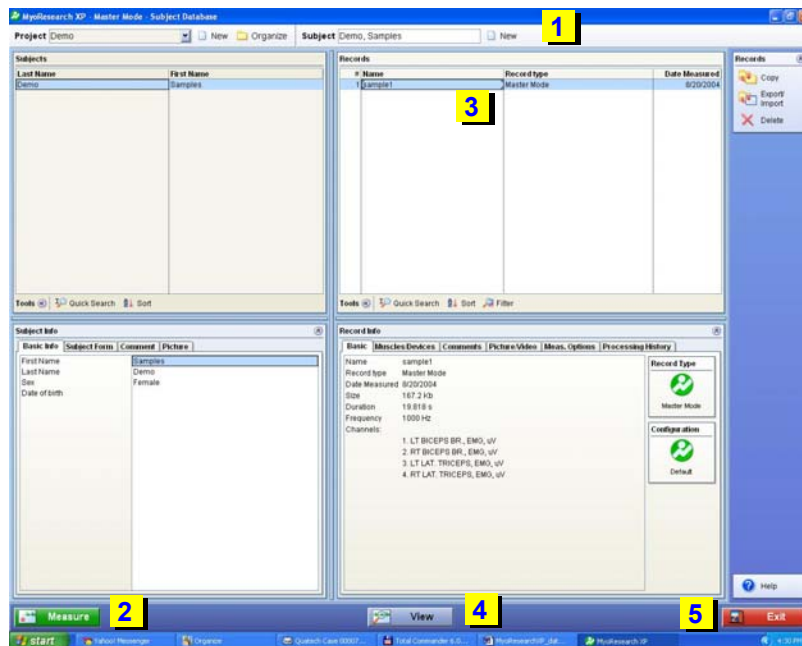 MyoResearch XP - Master Mode - Subject Database
Project Demo New Organize Subject Demo, Samples New 1
Subjects
Last Name First Name
Demo Samples
Tools Quick Search Sort
Records
# Name Record type Date Measured
1 sample1 Master Mode 8/20/2004
3
Tools Quick Search Sort Filter
Records
Copy
Export/
Import
Delete
Subject Info
Basic Info Subject Form Comment Picture
First Name Samples
Last Name Demo
Sex Female
Date of birth
Record Info
Basic Muscles/Devices Comments Picture/Video Meas. Options Processing History
Name sample1
Record type Master Mode
Date Measured 8/20/2004
Size 167.2 kb
Duration 19.818 s
Frequency 1000 Hz
Channels:
1. LT BICEPS BR., EMG, uV
2. RT BICEPS BR., EMG, uV
3. LT LAT. TRICEPS, EMG, uV
4. RT LAT. TRICEPS, EMG, uV
Record Type
Master Mode
Configuration
Default
Help
Measure 2 View 4 5 Exit
start Yahoo! Messenger Organize Quatech Case 00007... Total Commander 6.0... MyoResearchXP_dat... MyoResearch XP 4:30 PM